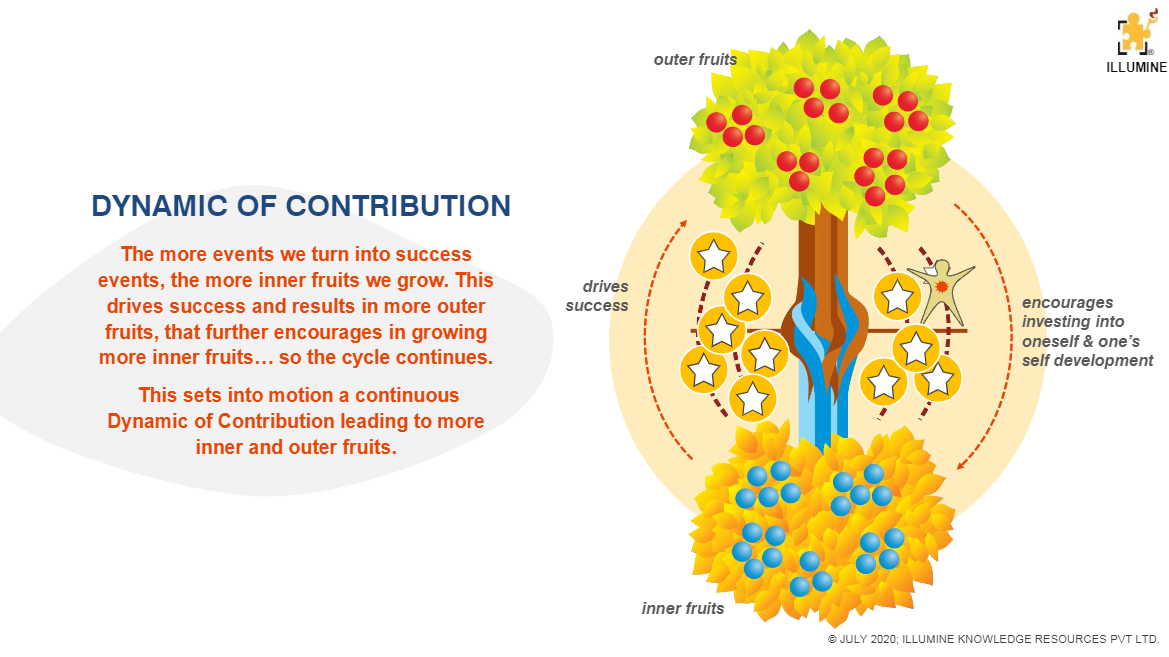 outer fruits
®
ILLUMINE
DYNAMIC OF CONTRIBUTION
The more events we turn into success
events, the more inner fruits we grow. This
drives success and results in more outer
fruits, that further encourages in growing
more inner fruits… so the cycle continues.
This sets into motion a continuous
Dynamic of Contribution leading to more
inner and outer fruits.
drives
success
encourages
investing into
oneself & one's
self development
inner fruits
© JULY 2020; ILLUMINE KNOWLEDGE RESOURCES PVT LTD.